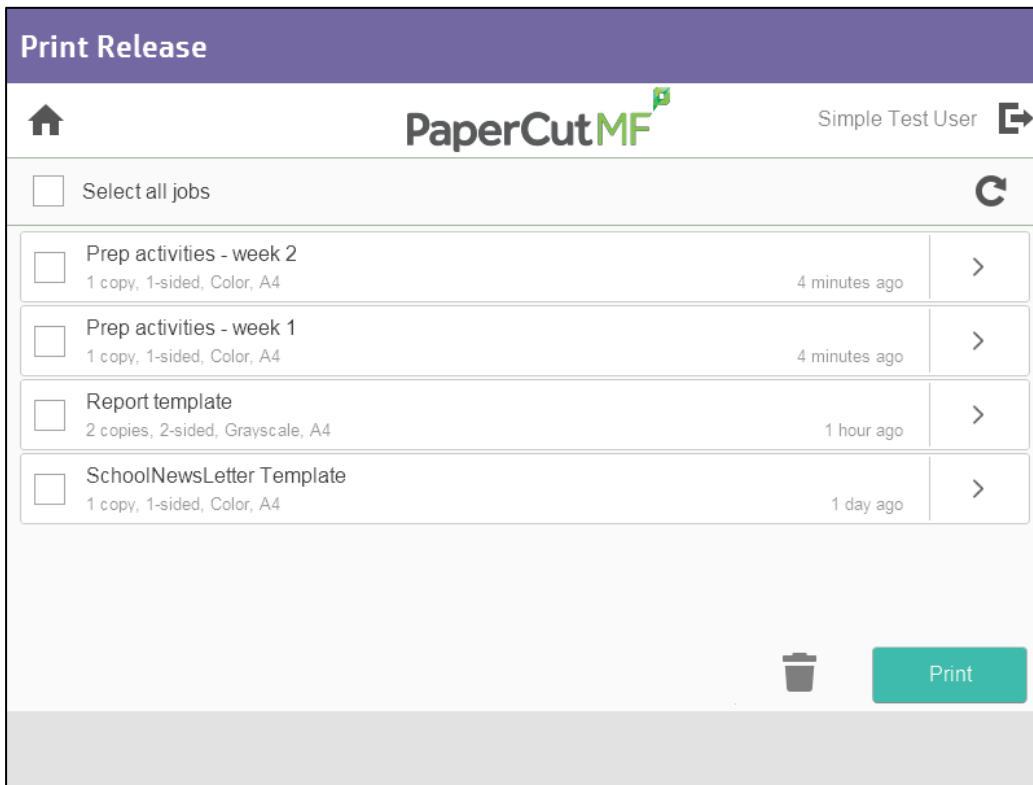 Print Release
PaperCutMF
Simple Test User
Select all jobs
Prep activities - week 2
1 copy, 1-sided, Color, A4
4 minutes ago
Prep activities - week 1
1 copy, 1-sided, Color, A4
4 minutes ago
Report template
2 copies, 2-sided, Grayscale, A4
1 hour ago
SchoolNewsLetter Template
1 copy, 1-sided, Color, A4
1 day ago
Print